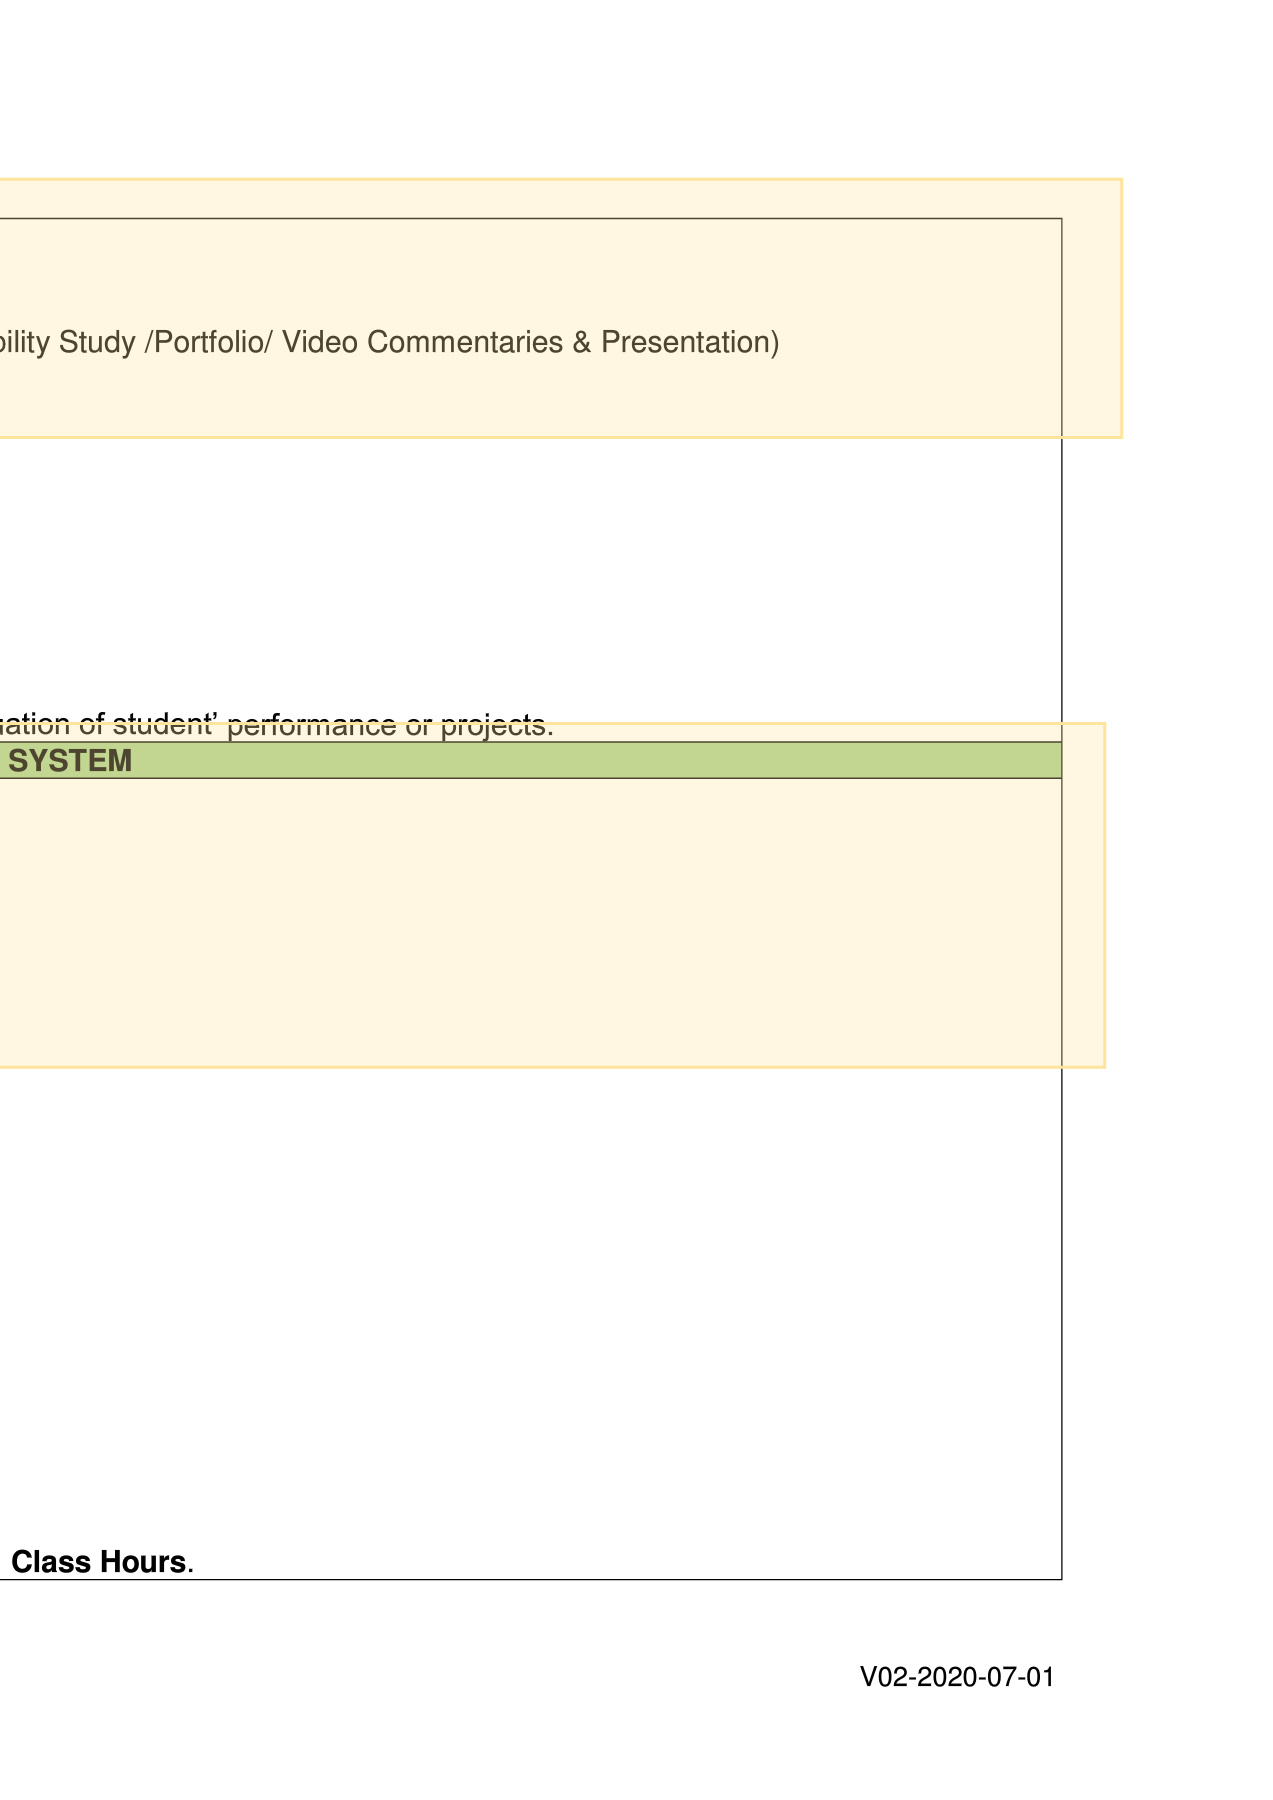 bility Study /Portfolio/ Video Commentaries & Presentation)
uation of student’ performance or projects.
SYSTEM
Class Hours.
V02-2020-07-01